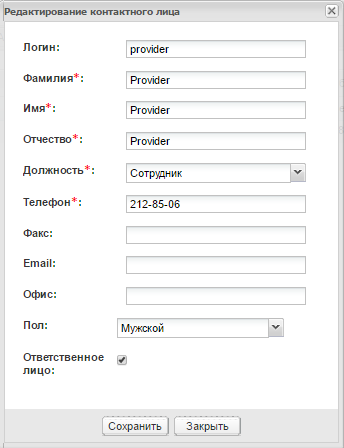 Редактирование контактного лица
Логин: provider
Фамилия*: Provider
Имя*: Provider
Отчество*: Provider
Должность*: Сотрудник
Телефон*: 212-85-06
Факс:
Email:
Офис:
Пол: Мужской
Ответственное
лицо:
Сохранить Закрыть